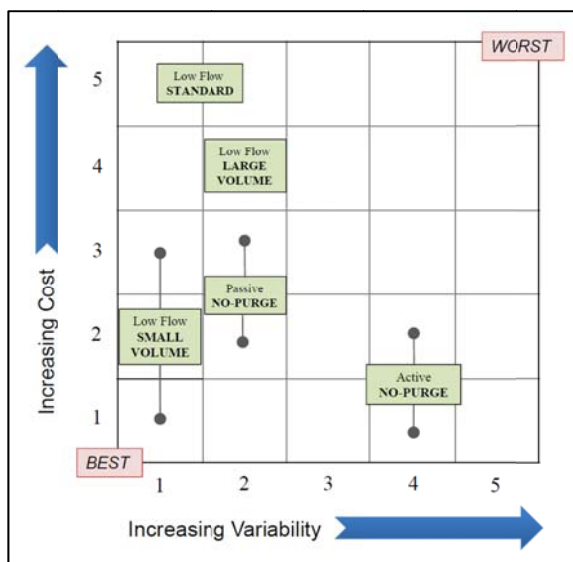 WORST
5
Low Flow
STANDARD
4
Low Flow
LARGE
VOLUME
3
Passive
NO-PURGE
2
Low Flow
SMALL
VOLUME
Active
NO-PURGE
1
BEST
1 2 3 4 5
Increasing Cost
Increasing Variability